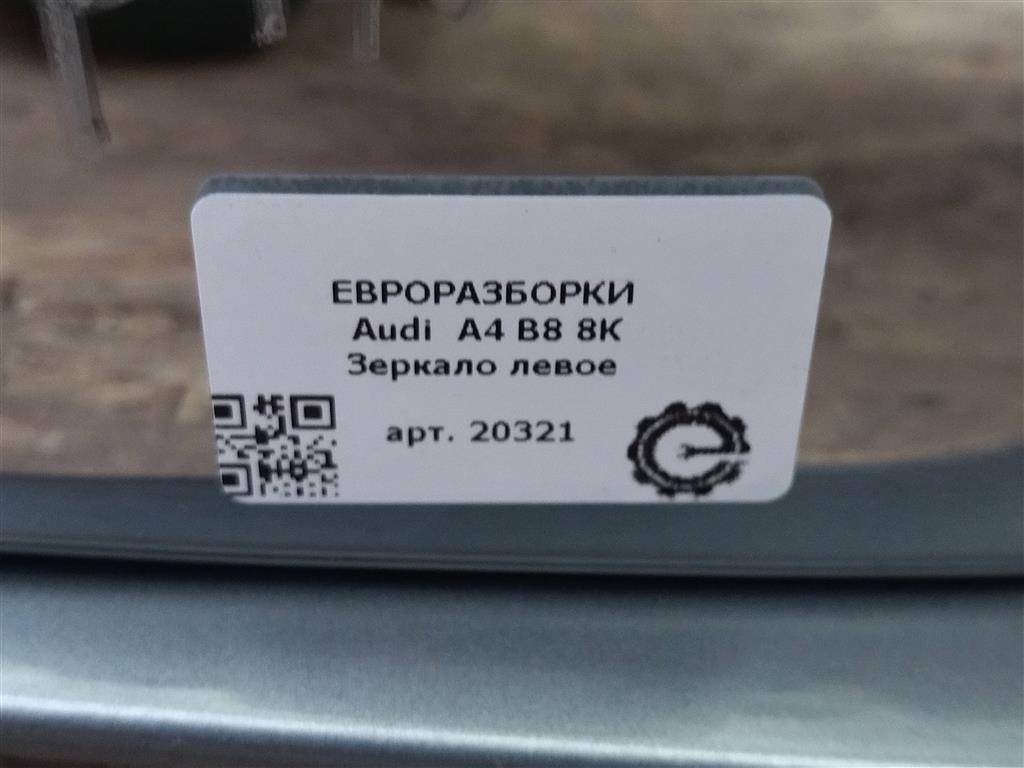 ЕВРОРАЗБОРКИ
Audi A4 B8 8K
Зеркало левое
арт. 20321